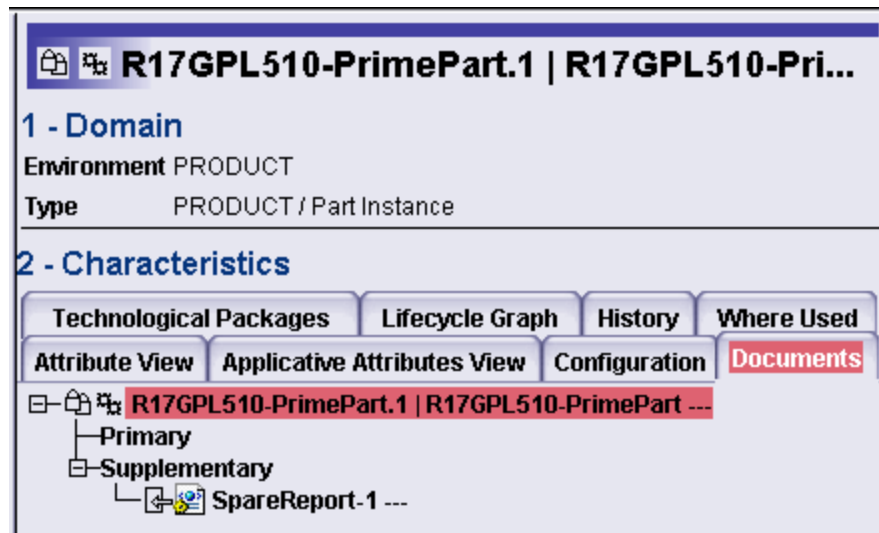 R17GPL510-PrimePart.1 | R17GPL510-Pri...
1 - Domain
Environment PRODUCT
Type PRODUCT / Part Instance
2 - Characteristics
Technological Packages Lifecycle Graph History Where Used
Attribute View Applicative Attributes View Configuration Documents
R17GPL510-PrimePart.1 | R17GPL510-PrimePart ---
Primary
Supplementary
SpareReport-1 ---